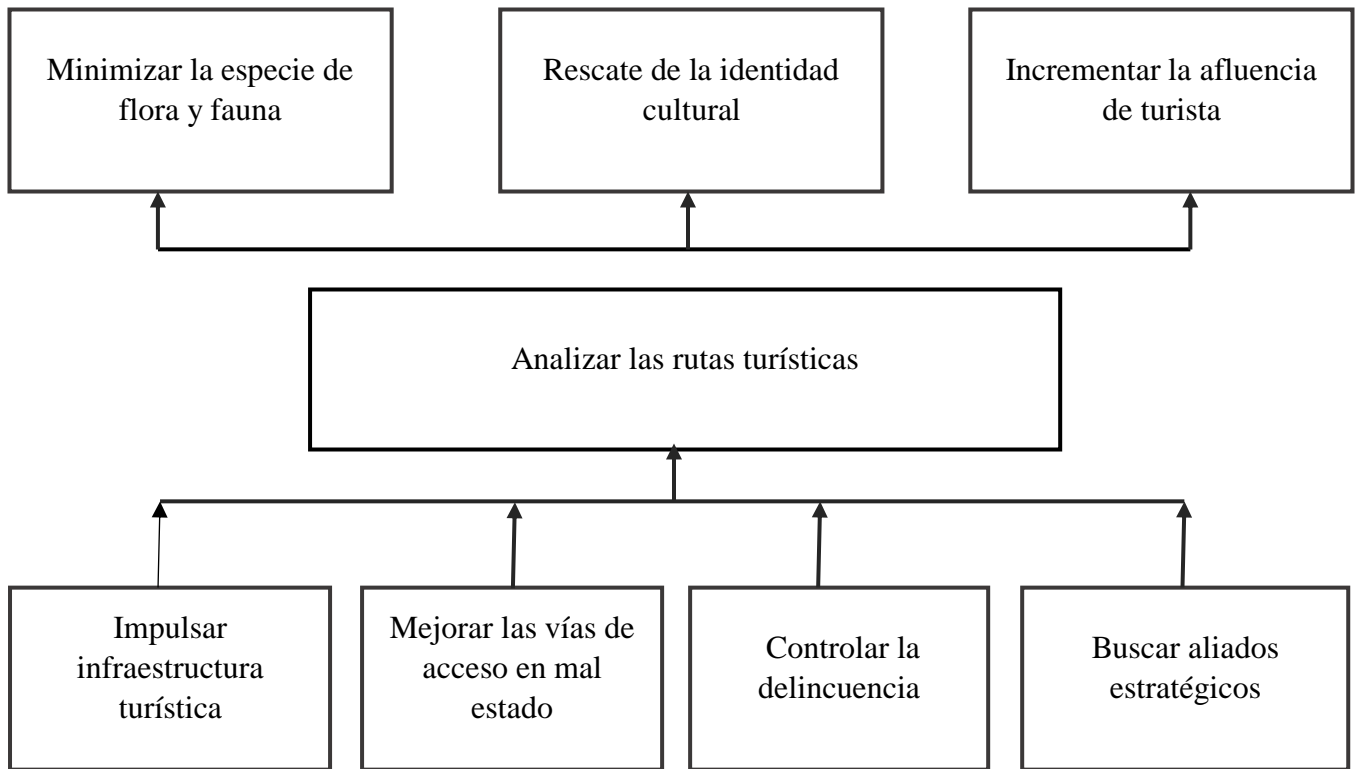 Minimizar la especie de
flora y fauna
Rescate de la identidad
cultural
Incrementar la afluencia
de turista
Analizar las rutas turísticas
Impulsar
infraestructura
turística
Mejorar las vías de
acceso en mal
estado
Controlar la
delincuencia
Buscar aliados
estratégicos